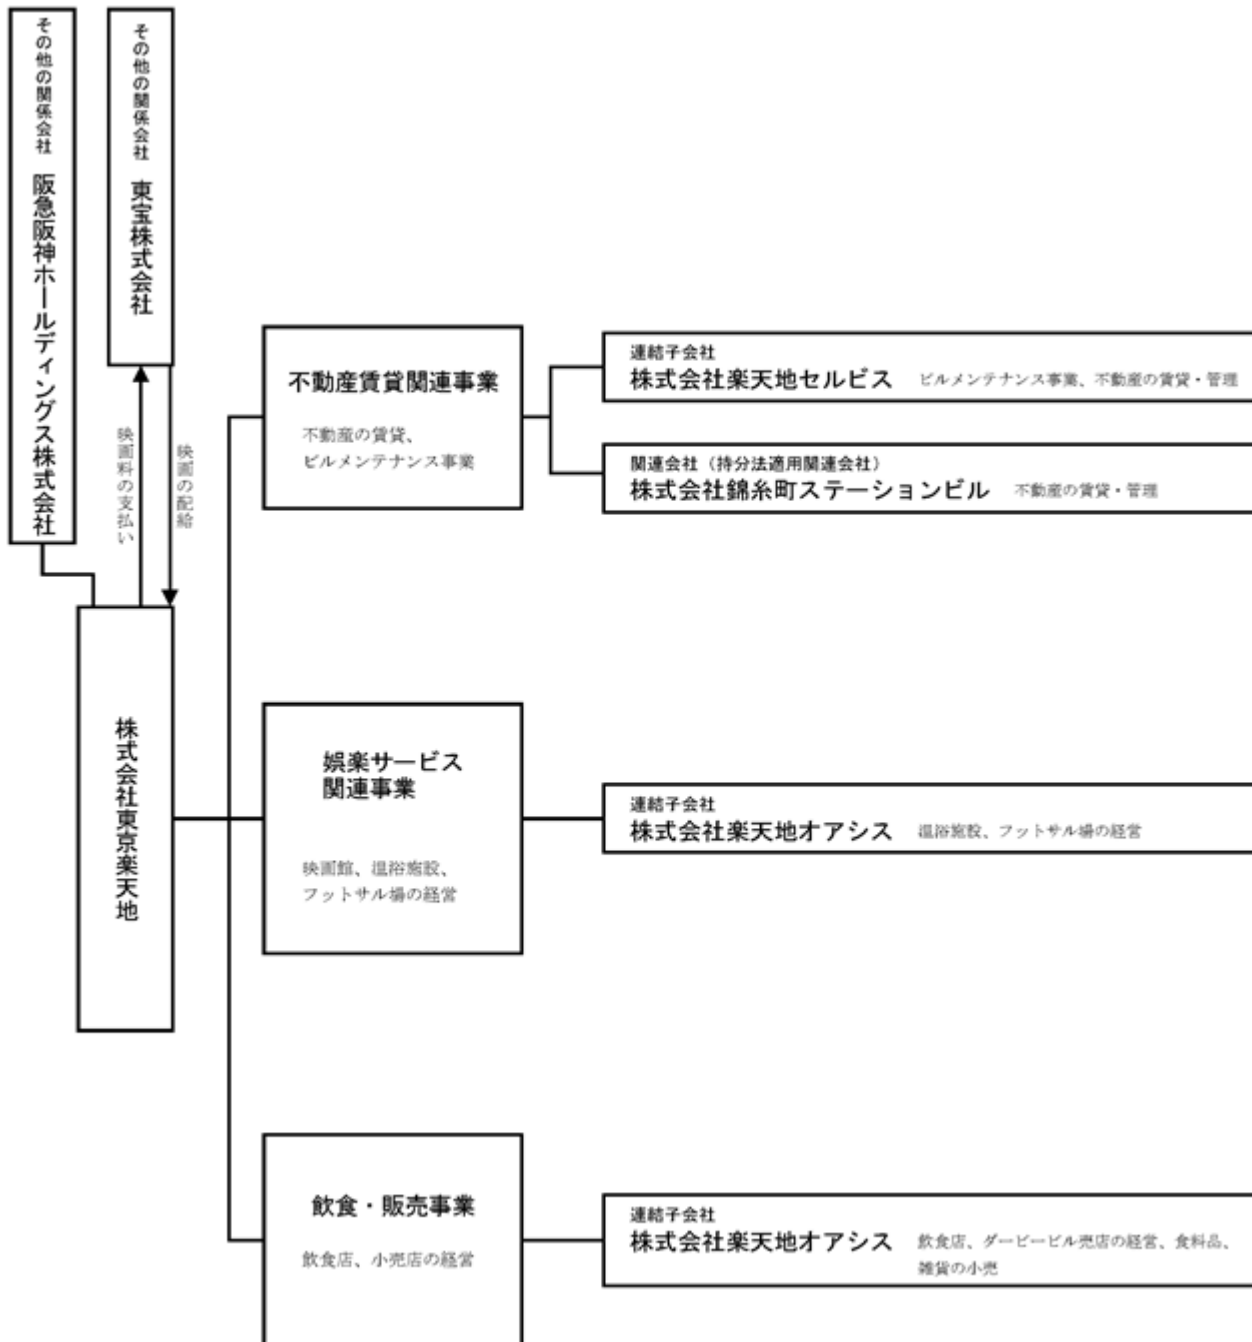 その他の関係会社 阪急阪神ホールディングス株式会社
その他の関係会社 東宝株式会社
映画料の支払い
映画の配給
株式会社東京楽天地
不動産賃貸関連事業
不動産の賃貸、
ビルメンテナンス事業
連結子会社
株式会社楽天地セルビス ビルメンテナンス事業、不動産の賃貸・管理
関連会社（持分法適用関連会社）
株式会社錦糸町ステーションビル 不動産の賃貸・管理
娯楽サービス
関連事業
映画館、温浴施設、
フットサル場の経営
連結子会社
株式会社楽天地オアシス 温浴施設、フットサル場の経営
飲食・販売事業
飲食店、小売店の経営
連結子会社
株式会社楽天地オアシス 飲食店、ダービービル売店の経営、食料品、
雑貨の小売